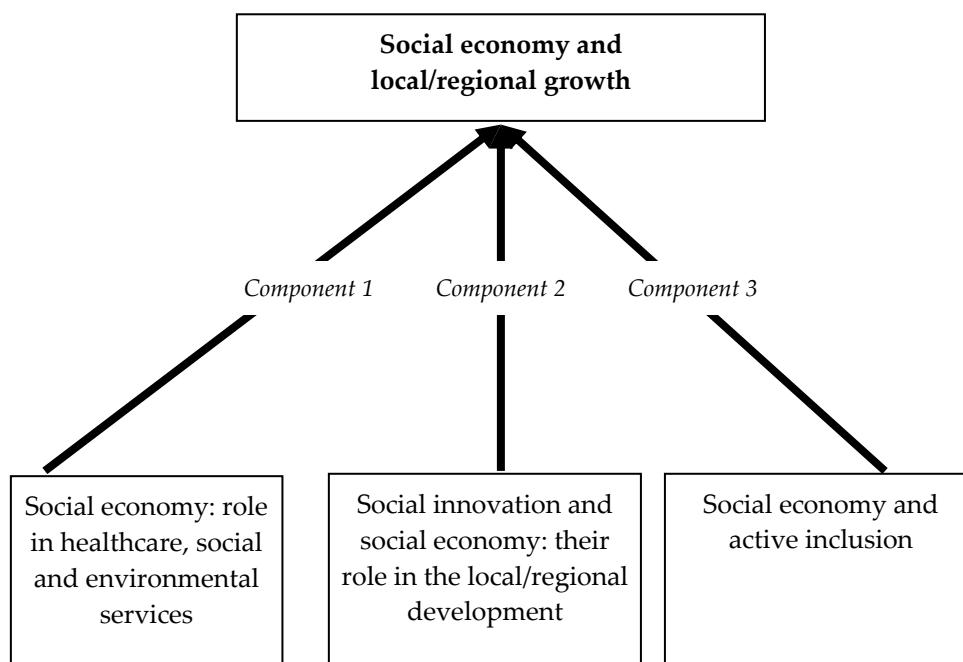 Social economy and
local/regional growth
Component 1
Component 2
Component 3
Social economy: role
in healthcare, social
and environmental
services
Social innovation and
social economy: their
role in the local/regional
development
Social economy and
active inclusion